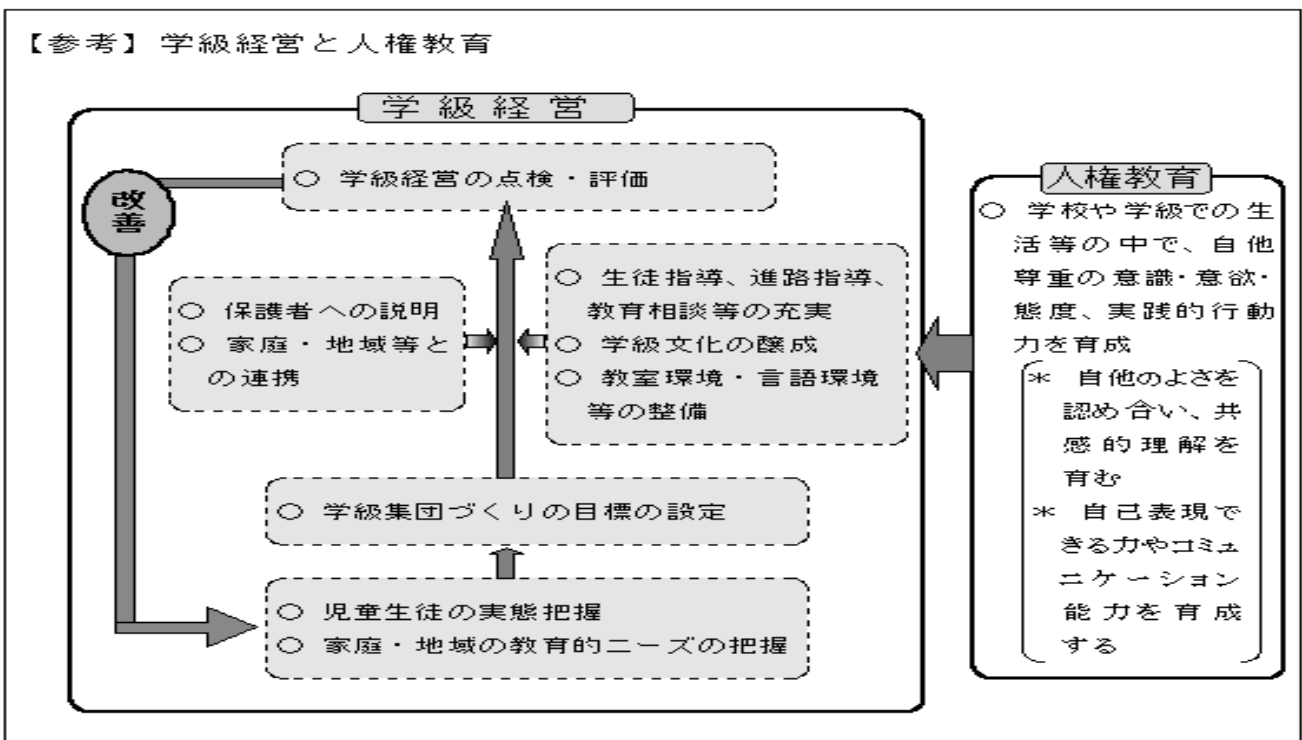 【参考】 学級経営と人権教育
学 級 経 営
○ 学級経営の点検・評価
改
善
○ 保護者への説明
○ 家庭・地域等と
の連携
○ 生徒指導、進路指導、
教育相談等の充実
○ 学級文化の醸成
○ 教室環境・言語環境
等の整備
○ 学級集団づくりの目標の設定
○ 児童生徒の実態把握
○ 家庭・地域の教育的ニーズの把握
人権教育
○ 学校や学級での生
活等の中で、自他
尊重の意識・意欲・
態度、実践的行動
力を育成
＊ 自他のよさを
認め合い、共
感的理解を
育む
＊ 自己表現で
きる力やコミュ
ニケーション
能力を育成
する